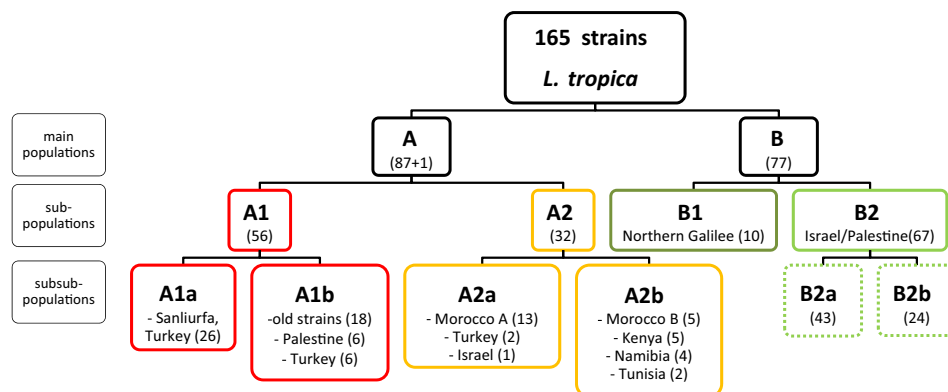 165 strains
L. tropica
main
populations
A
(87+1)
B
(77)
sub-
populations
A1
(56)
A2
(32)
B1
Northern Galilee (10)
B2
Israel/Palestine(67)
subsub-
populations
A1a
- Sanliurfa,
Turkey (26)
A1b
-old strains (18)
- Palestine (6)
- Turkey (6)
A2a
- Morocco A (13)
- Turkey (2)
- Israel (1)
A2b
- Morocco B (5)
- Kenya (5)
- Namibia (4)
- Tunisia (2)
B2a
(43)
B2b
(24)